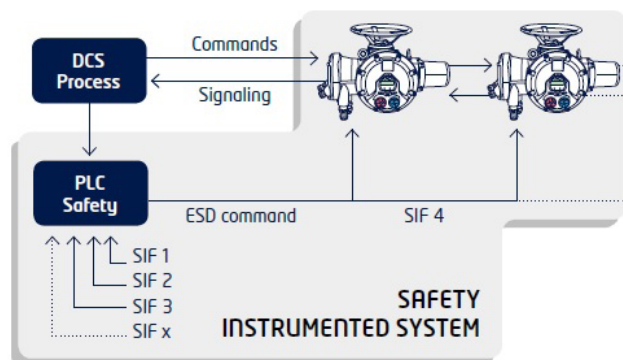 DCS
Process
Commands
Signaling
PLC
Safety
ESD command
SIF 4
SIF 1
SIF 2
SIF 3
SIF x
SAFETY
INSTRUMENTED SYSTEM